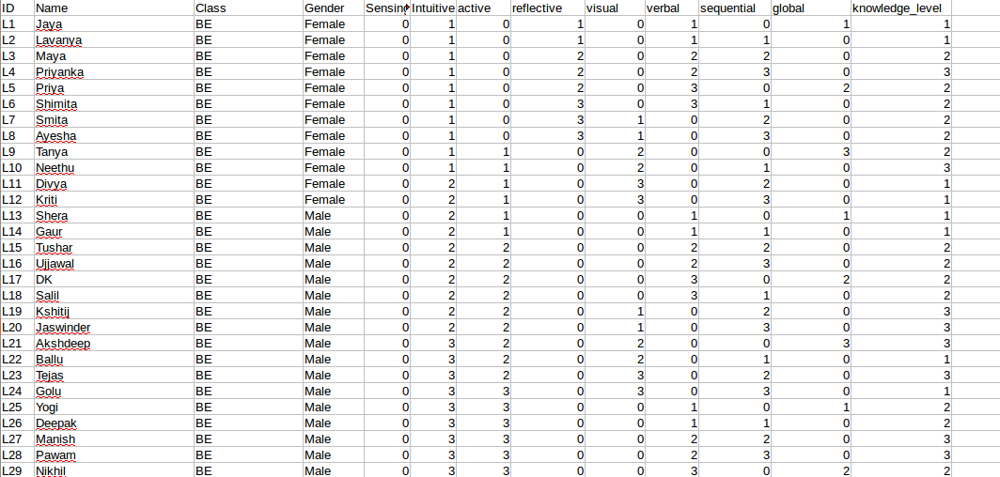 ID Name Class Gender Sensing Intuitive active reflective visual verbal sequential global knowledge_level
L1 Jaya BE Female 0 1 0 1 0 1 0 1 1
L2 Lavanya BE Female 0 1 0 1 0 1 1 0 1
L3 Maya BE Female 0 1 0 2 0 2 2 0 2
L4 Priyanka BE Female 0 1 0 2 0 2 3 0 3
L5 Priya BE Female 0 1 0 2 0 3 0 2 2
L6 Shimita BE Female 0 1 0 3 0 3 1 0 2
L7 Smita BE Female 0 1 0 3 1 0 2 0 2
L8 Ayesha BE Female 0 1 0 3 1 0 3 0 2
L9 Tanya BE Female 0 1 1 0 2 0 0 3 2
L10 Neethu BE Female 0 1 1 0 2 0 1 0 3
L11 Divya BE Female 0 2 1 0 3 0 2 0 1
L12 Kriti BE Female 0 2 1 0 3 0 3 0 1
L13 Shera BE Male 0 2 1 0 0 1 0 1 1
L14 Gaur BE Male 0 2 1 0 0 1 1 0 1
L15 Tushar BE Male 0 2 2 0 0 2 2 0 2
L16 Ujjawal BE Male 0 2 2 0 0 2 3 0 2
L17 DK BE Male 0 2 2 0 0 3 0 2 2
L18 Salil BE Male 0 2 2 0 0 3 1 0 2
L19 Kshitij BE Male 0 2 2 0 1 0 2 0 3
L20 Jaswinder BE Male 0 2 2 0 1 0 3 0 3
L21 Akshdeep BE Male 0 3 2 0 2 0 0 3 3
L22 Ballu BE Male 0 3 2 0 2 0 1 0 1
L23 Tejas BE Male 0 3 2 0 3 0 2 0 3
L24 Golu BE Male 0 3 3 0 3 0 3 0 1
L25 Yogi BE Male 0 3 3 0 0 1 0 1 2
L26 Deepak BE Male 0 3 3 0 0 1 1 0 2
L27 Manish BE Male 0 3 3 0 0 2 2 0 3
L28 Pawam BE Male 0 3 3 0 0 2 3 0 3
L29 Nikhil BE Male 0 3 3 0 0 3 0 2 2